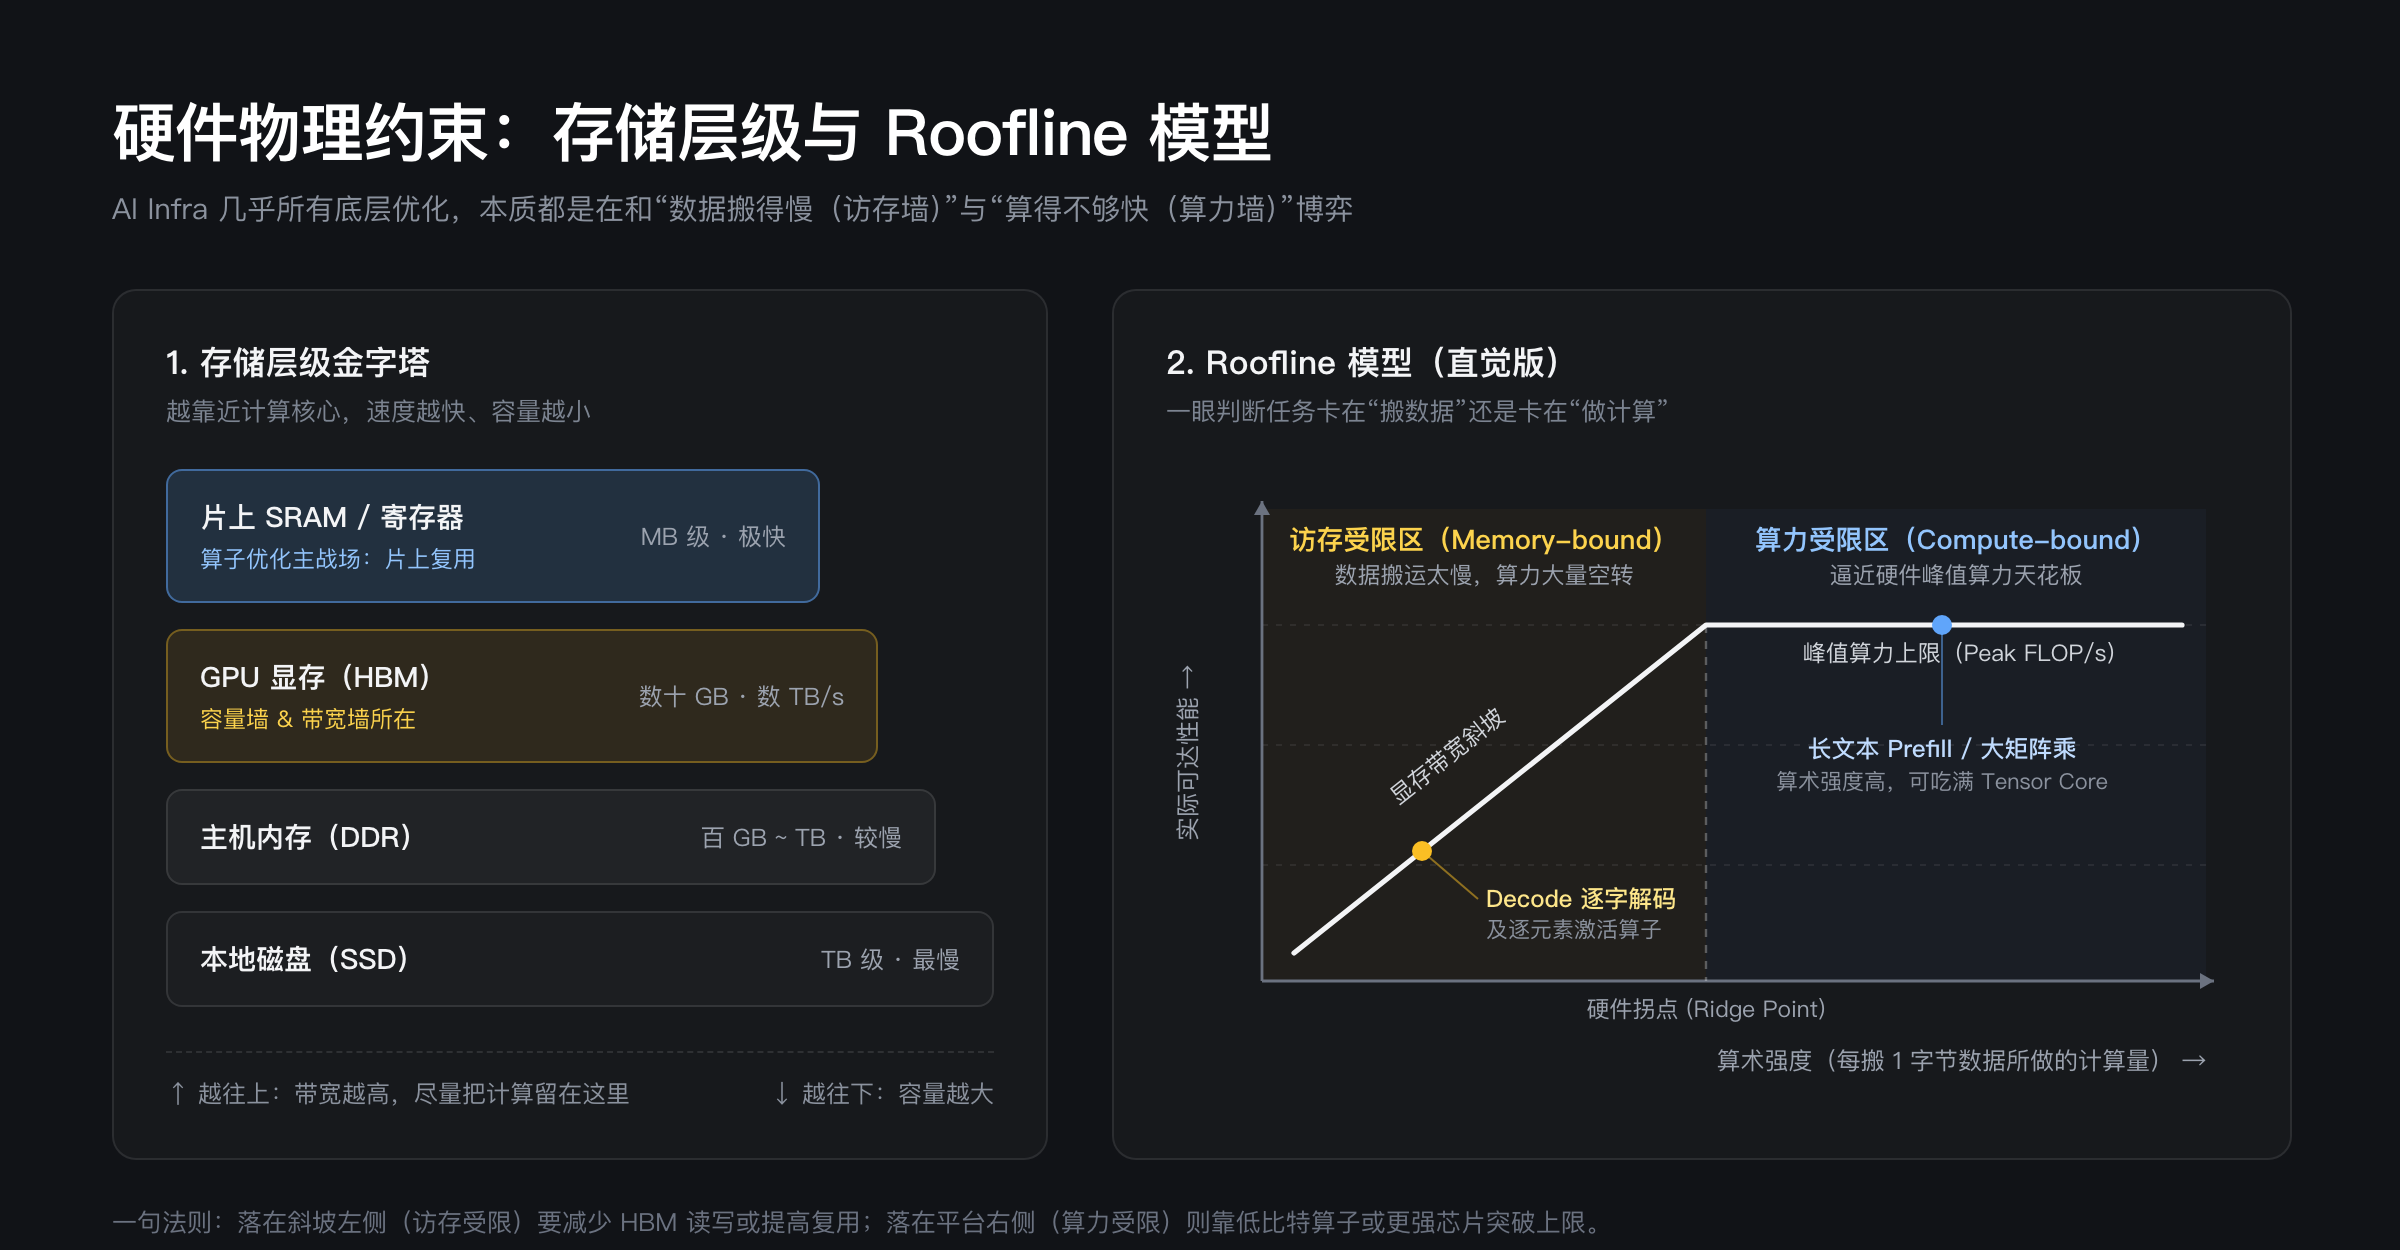 硬件物理约束：存储层级与 Roofline 模型
AI Infra 几乎所有底层优化，本质都是在和“数据搬得慢（访存墙）”与“算得不够快（算力墙）”博弈
1. 存储层级金字塔
越靠近计算核心，速度越快、容量越小
片上 SRAM / 寄存器
算子优化主战场：片上复用
MB 级 · 极快
GPU 显存（HBM）
容量墙 & 带宽墙所在
数十 GB · 数 TB/s
主机内存（DDR）
百 GB ~ TB · 较慢
本地磁盘（SSD）
TB 级 · 最慢
↑ 越往上：带宽越高，尽量把计算留在这里
↓ 越往下：容量越大
2. Roofline 模型（直觉版）
一眼判断任务卡在“搬数据”还是卡在“做计算”
访存受限区（Memory-bound）
数据搬运太慢，算力大量空转
算力受限区（Compute-bound）
逼近硬件峰值算力天花板
峰值算力上限（Peak FLOP/s）
显存带宽斜坡
实际可达性能 →
长文本 Prefill / 大矩阵乘
算术强度高，可吃满 Tensor Core
Decode 逐字解码
及逐元素激活算子
硬件拐点 (Ridge Point)
算术强度（每搬 1 字节数据所做的计算量） →
一句法则：落在斜坡左侧（访存受限）要减少 HBM 读写或提高复用；落在平台右侧（算力受限）则靠低比特算子或更强芯片突破上限。